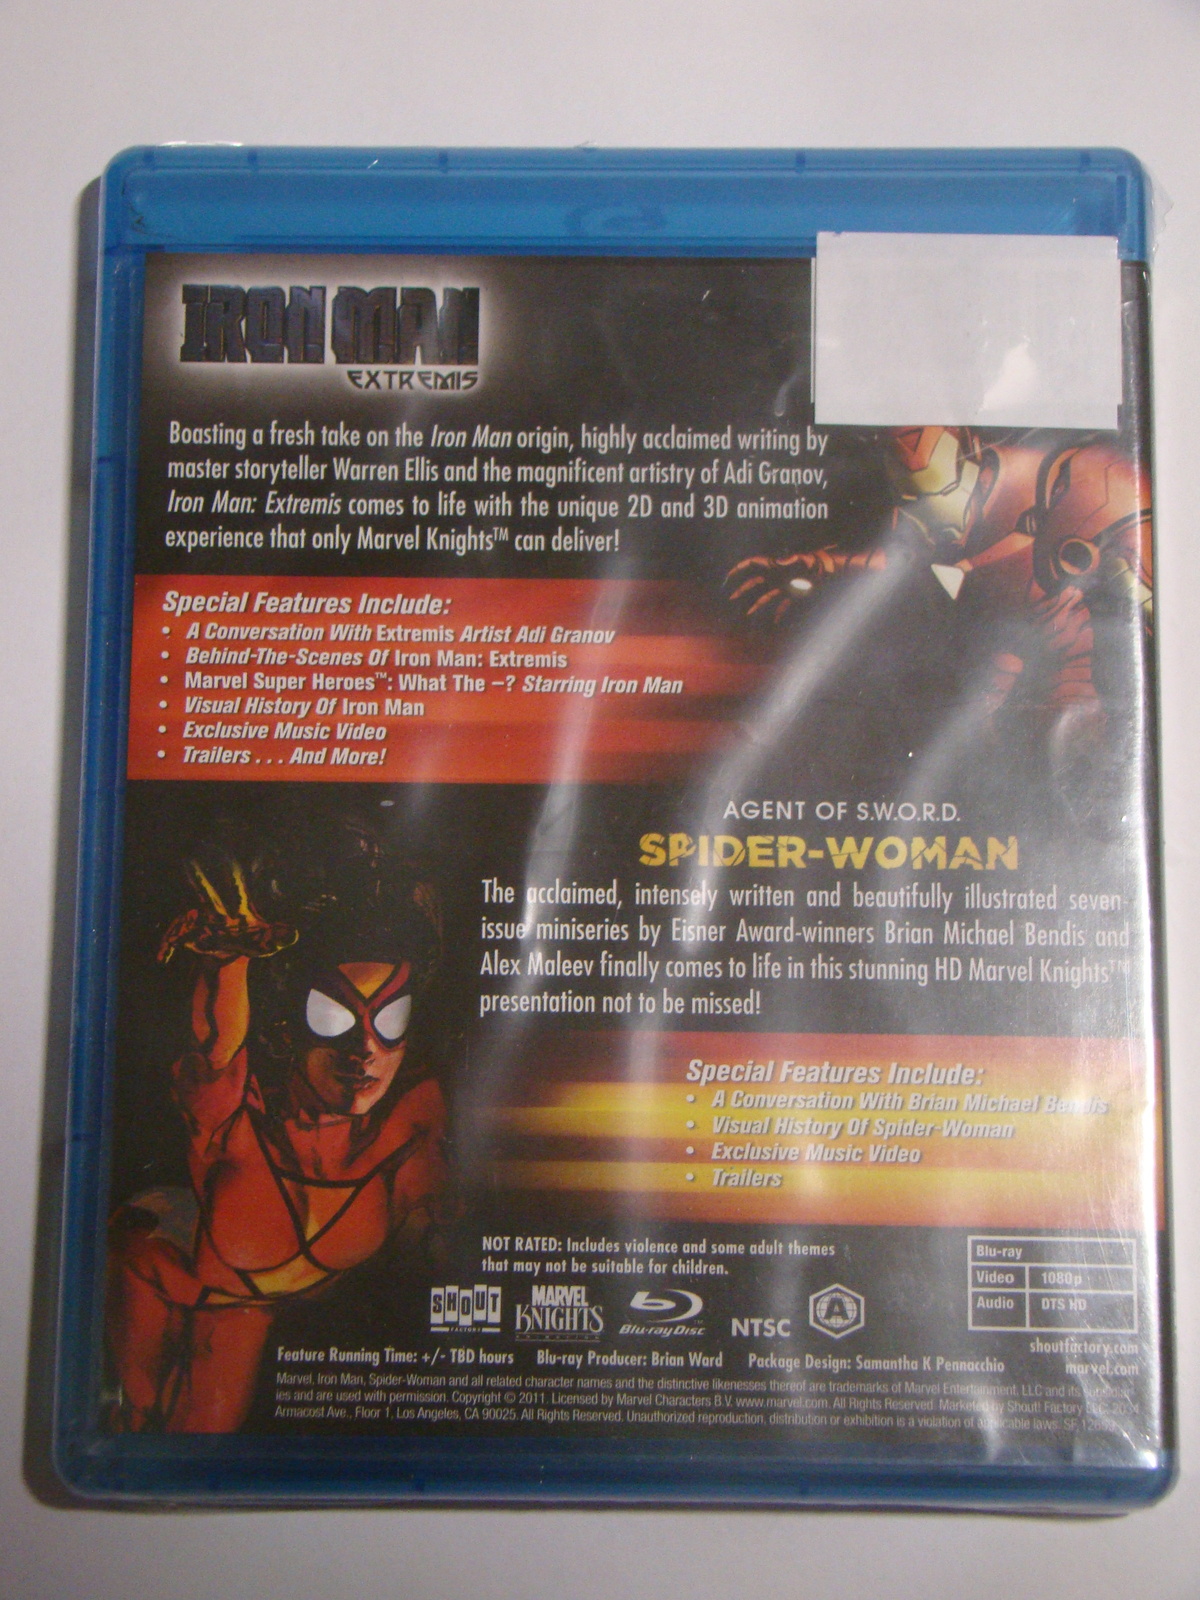 IRON MAN
EXTREMIS
Boasting a fresh take on the Iron Man origin, highly acclaimed writing by
master storyteller Warren Ellis and the magnificent artistry of Adi Granov,
Iron Man: Extremis comes to life with the unique 2D and 3D animation
experience that only Marvel Knights™ can deliver!
Special Features Include:
• A Conversation With Extremis Artist Adi Granov
• Behind-The-Scenes Of Iron Man: Extremis
• Marvel Super Heroes™: What The –? Starring Iron Man
• Visual History Of Iron Man
• Exclusive Music Video
• Trailers . . . And More!
AGENT OF S.W.O.R.D.
SPIDER-WOMAN
The acclaimed, intensely written and beautifully illustrated seven-
issue miniseries by Eisner Award-winners Brian Michael Bendis and
Alex Maleev finally comes to life in this stunning HD Marvel Knights™
presentation not to be missed!
Special Features Include:
• A Conversation With Brian Michael Bendis
• Visual History Of Spider-Woman
• Exclusive Music Video
• Trailers
NOT RATED: Includes violence and some adult themes
that may not be suitable for children.
Blu-ray
Video 1080p
Audio DTS HD
SHOUT
FACTORY
MARVEL
KNIGHTS
ANIMATION
Blu-ray Disc
NTSC
A
shoutfactory.com
marvel.com
Feature Running Time: +/- TBD hours Blu-ray Producer: Brian Ward Package Design: Samantha K Pennacchio
Marvel, Iron Man, Spider-Woman and all related character names and the distinctive likenesses thereof are trademarks of Marvel Entertainment, LLC and its subsidiar-
ies and are used with permission. Copyright © 2011. Licensed by Marvel Characters B.V. www.marvel.com. All Rights Reserved. Marketed by Shout! Factory LLC, 2034
Armacost Ave., Floor 1, Los Angeles, CA 90025. All Rights Reserved. Unauthorized reproduction, distribution or exhibition is a violation of applicable laws. SF